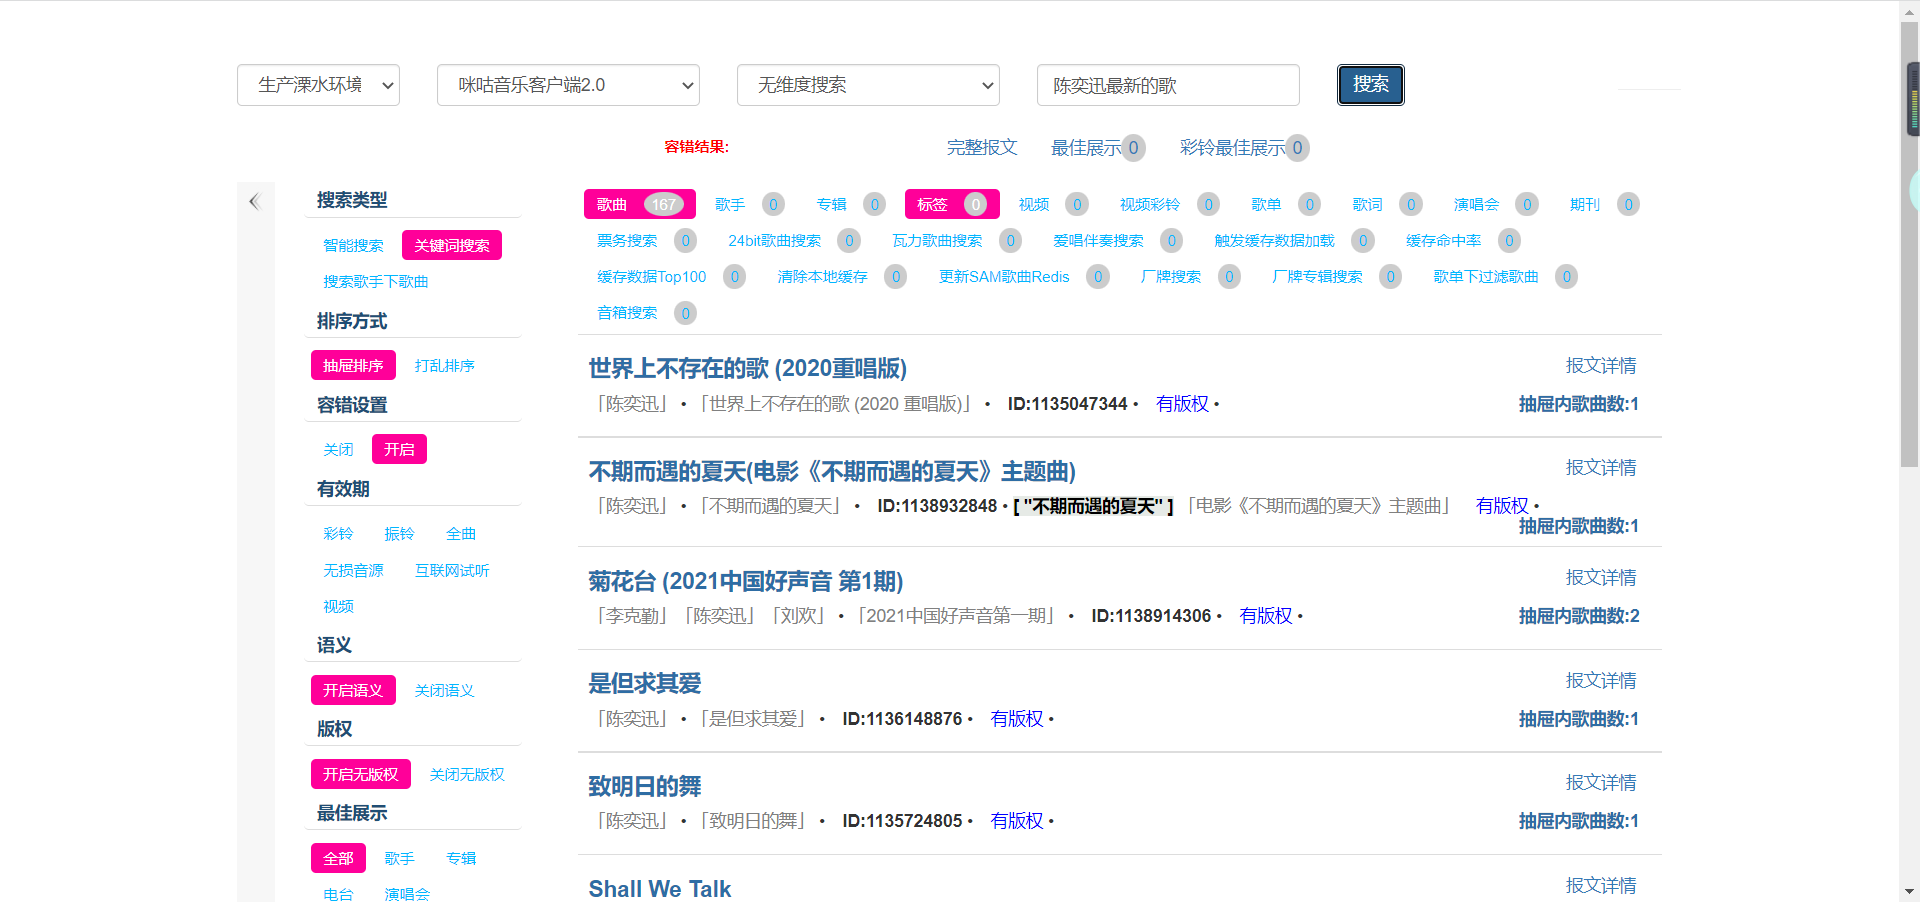 生产溧水环境 咪咕音乐客户端2.0 无维度搜索 陈奕迅最新的歌 搜索
容错结果: 完整报文 最佳展示 0 彩铃最佳展示 0
搜索类型
智能搜索 关键词搜索
搜索歌手下歌曲
排序方式
抽屉排序 打乱排序
容错设置
关闭 开启
有效期
彩铃 振铃 全曲
无损音源 互联网试听
视频
语义
开启语义 关闭语义
版权
开启无版权 关闭无版权
最佳展示
全部 歌手 专辑
电台 演唱会
歌曲 167 歌手 0 专辑 0 标签 0 视频 0 视频彩铃 0 歌单 0 歌词 0 演唱会 0 期刊 0
票务搜索 0 24bit歌曲搜索 0 瓦力歌曲搜索 0 爱唱伴奏搜索 0 触发缓存数据加载 0 缓存命中率 0
缓存数据Top100 0 清除本地缓存 0 更新SAM歌曲Redis 0 厂牌搜索 0 厂牌专辑搜索 0 歌单下过滤歌曲 0
音箱搜索 0
世界上不存在的歌 (2020重唱版) 报文详情
「陈奕迅」 • 「世界上不存在的歌 (2020 重唱版)」 • ID:1135047344 • 有版权 • 抽屉内歌曲数:1
不期而遇的夏天(电影《不期而遇的夏天》主题曲) 报文详情
「陈奕迅」 • 「不期而遇的夏天」 • ID:1138932848 • [ "不期而遇的夏天" ] 「电影《不期而遇的夏天》主题曲」 有版权 •
抽屉内歌曲数:1
菊花台 (2021中国好声音 第1期) 报文详情
「李克勤」「陈奕迅」「刘欢」 • 「2021中国好声音第一期」 • ID:1138914306 • 有版权 • 抽屉内歌曲数:2
是但求其爱 报文详情
「陈奕迅」 • 「是但求其爱」 • ID:1136148876 • 有版权 • 抽屉内歌曲数:1
致明日的舞 报文详情
「陈奕迅」 • 「致明日的舞」 • ID:1135724805 • 有版权 • 抽屉内歌曲数:1
Shall We Talk 报文详情